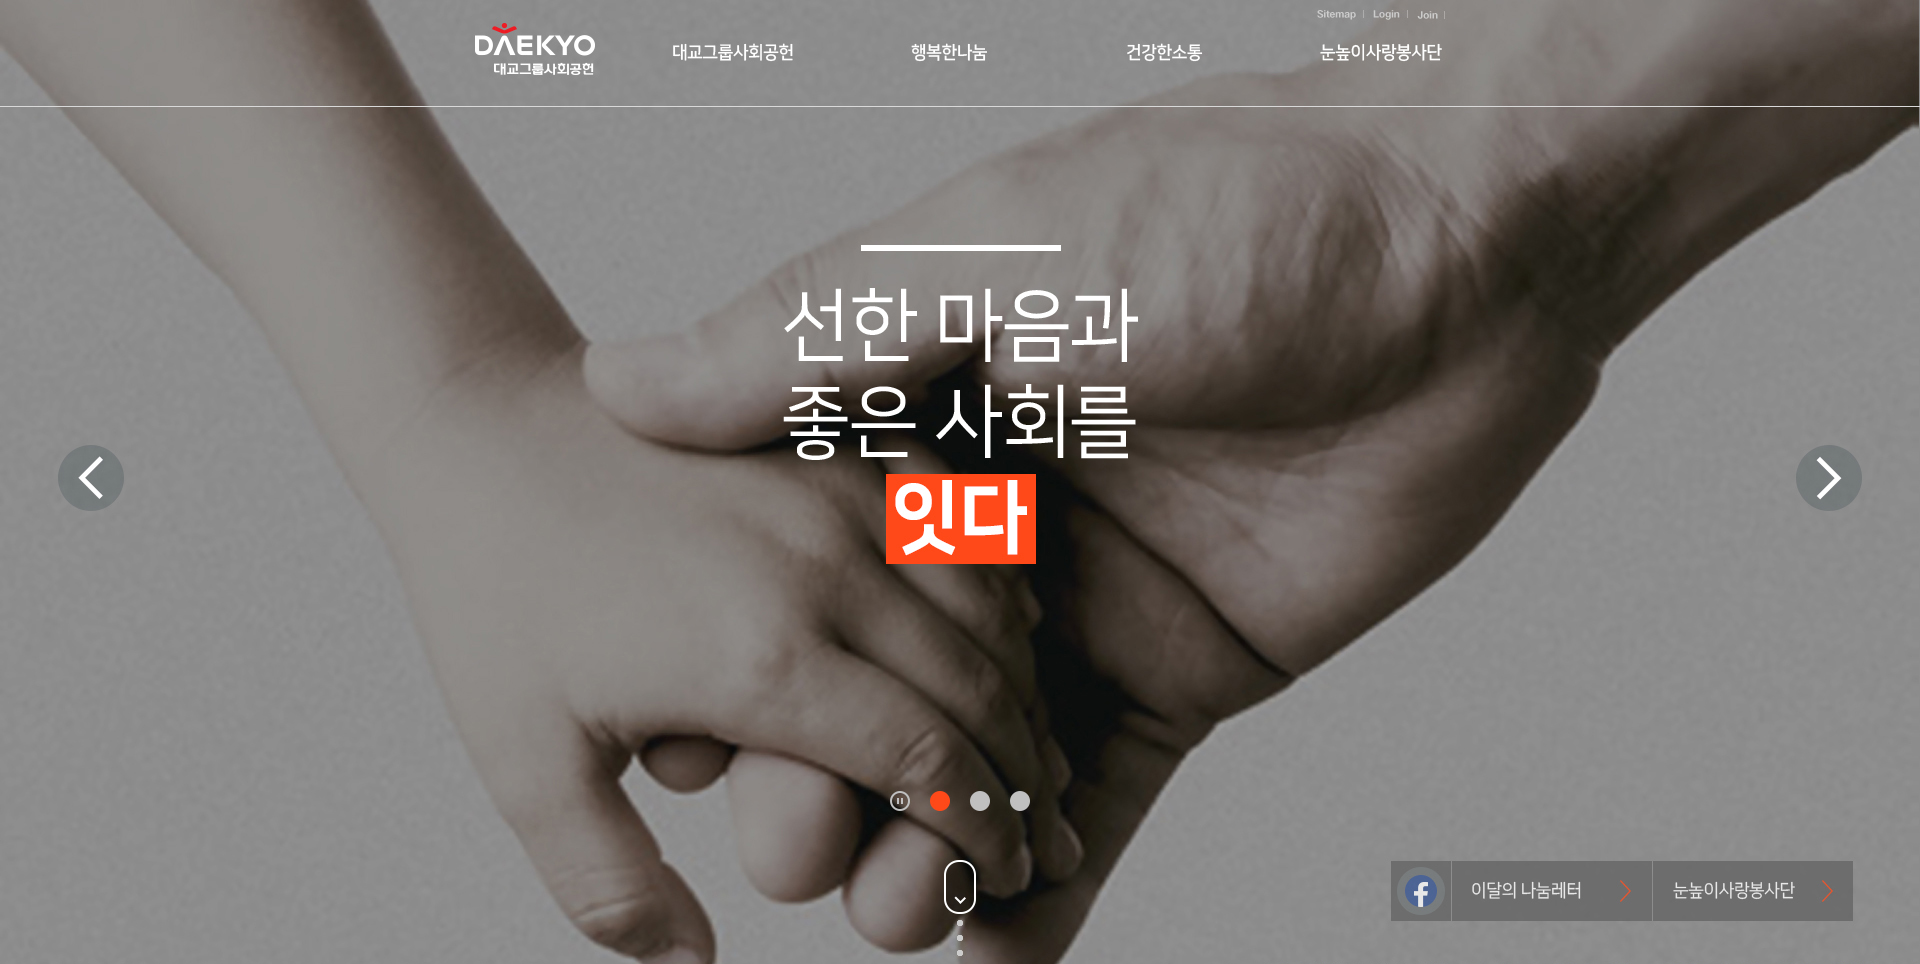 Sitemap Login Join
DAEKYO
대교그룹사회공헌
대교그룹사회공헌 행복한나눔 건강한소통 눈높이사랑봉사단
선한 마음과
좋은 사회를
잇다
이달의 나눔레터 눈높이사랑봉사단